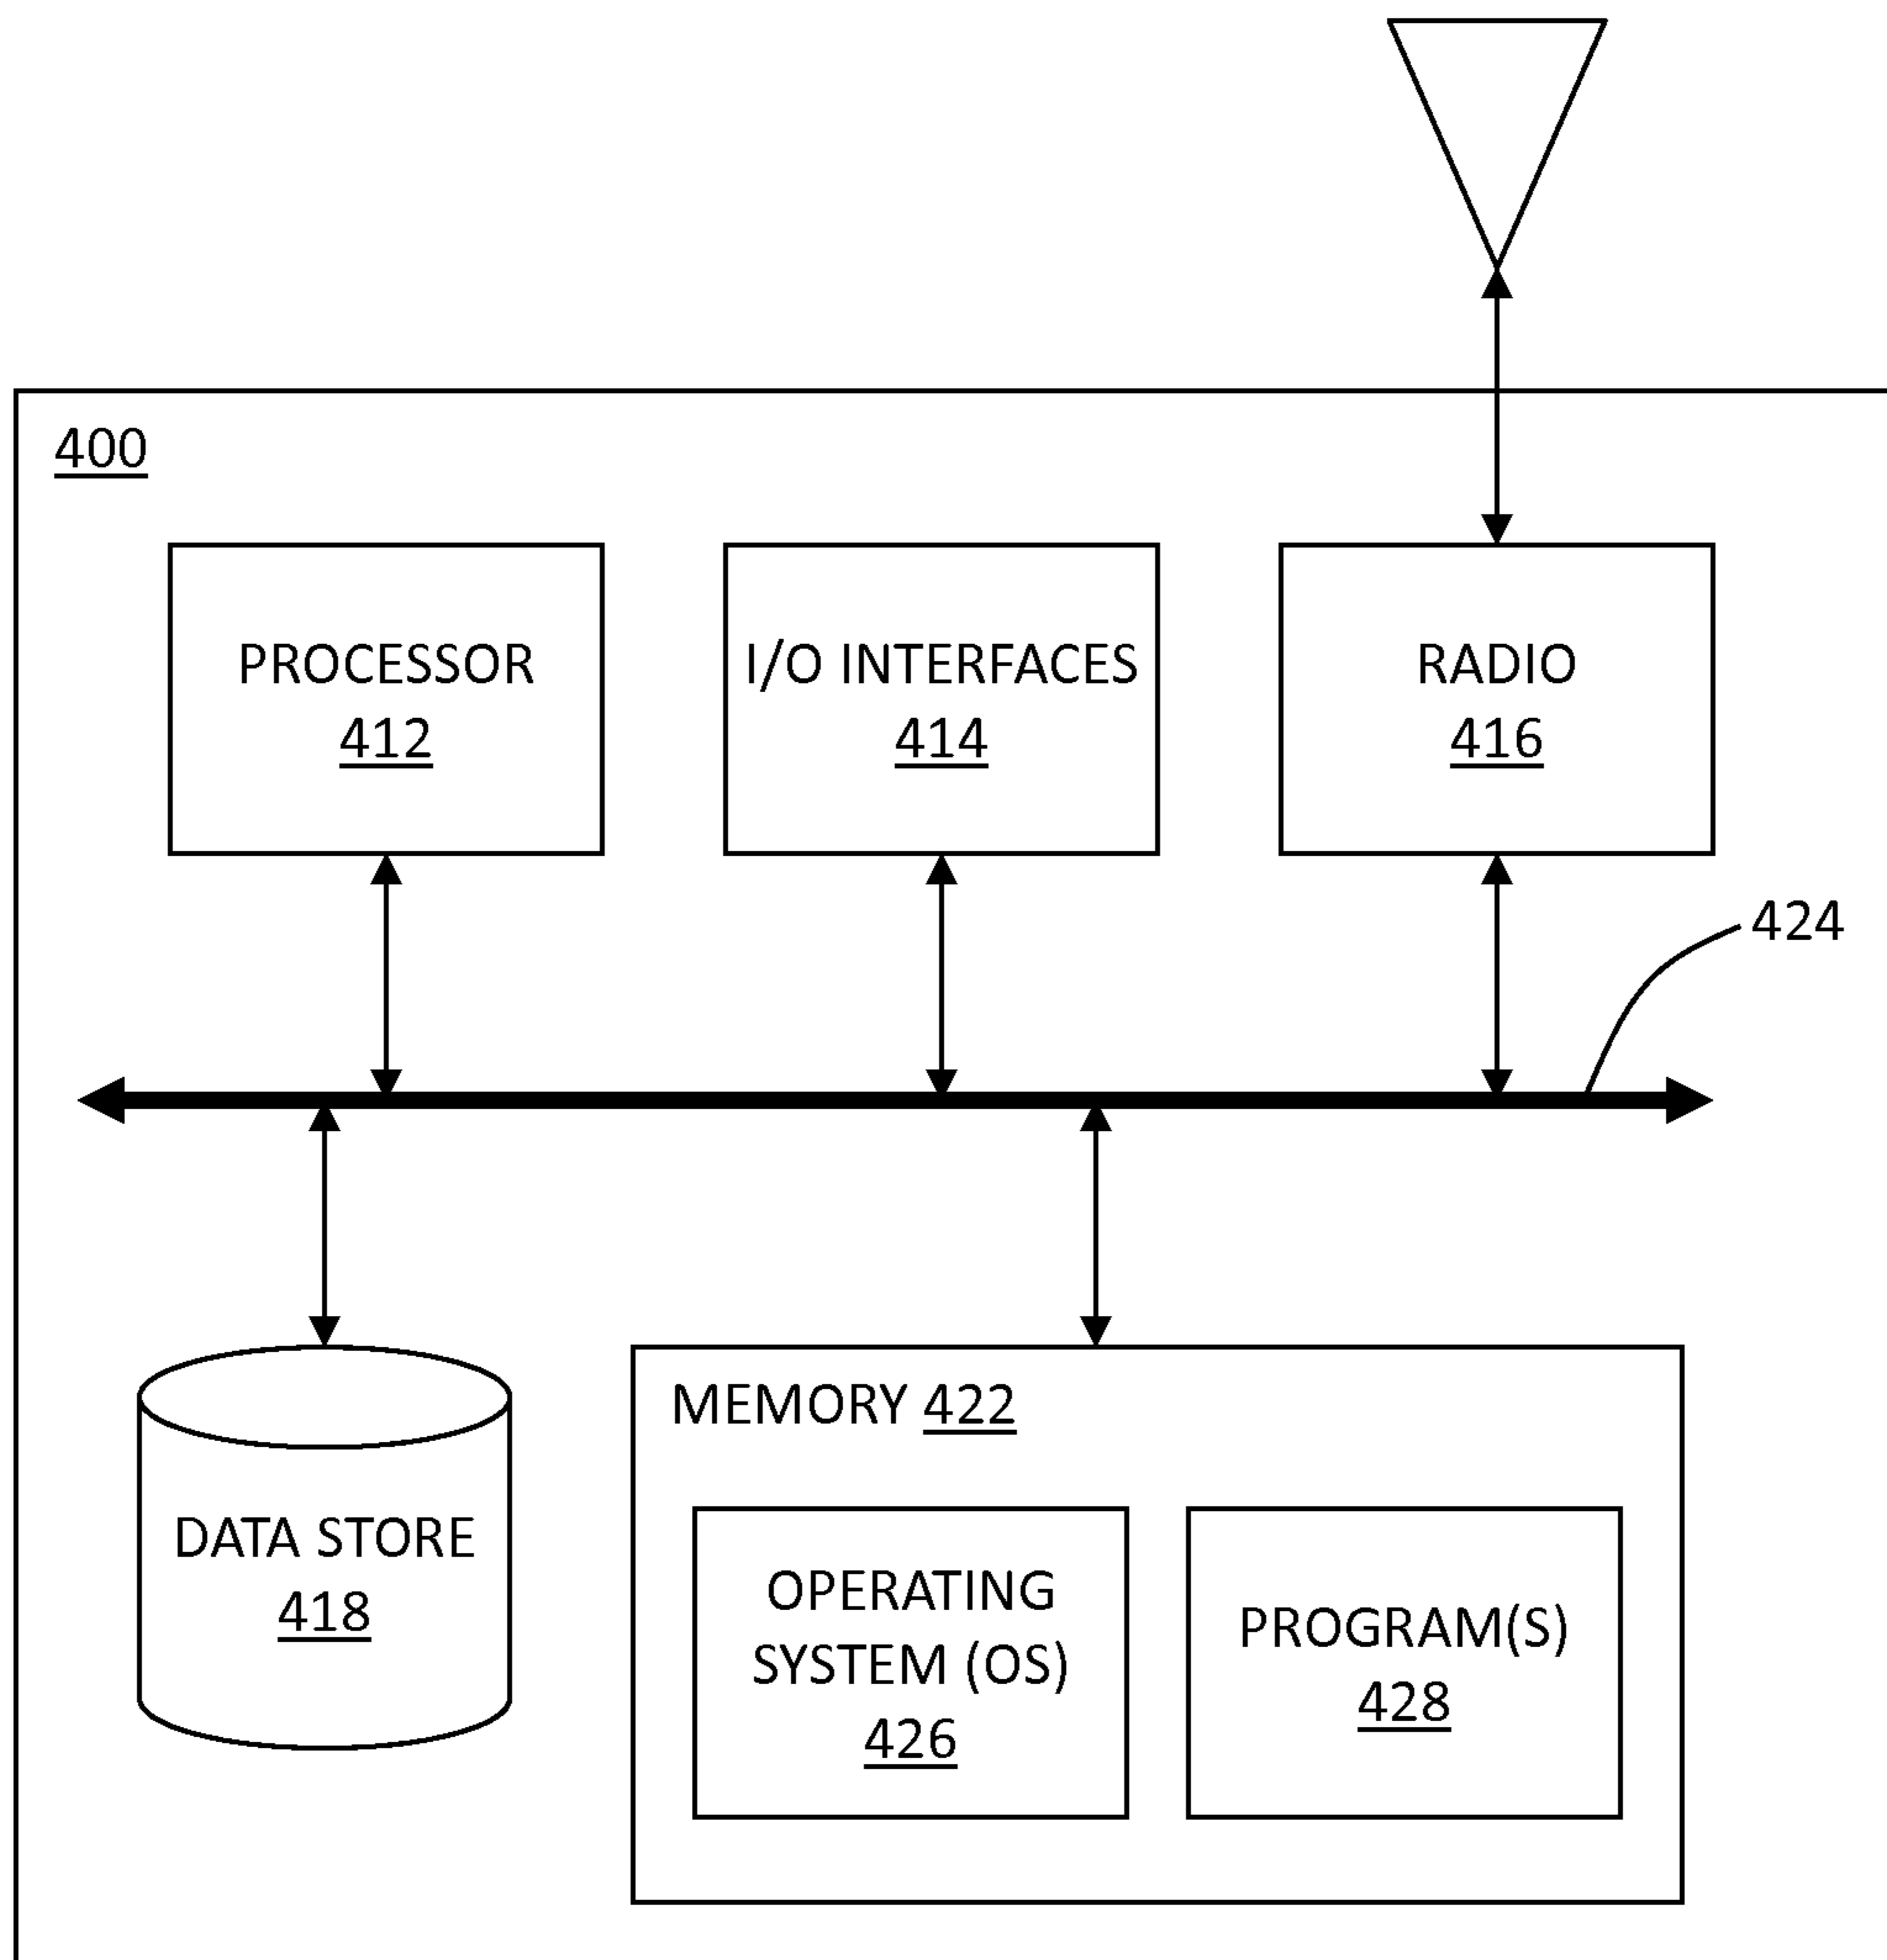 400
PROCESSOR
412
I/O INTERFACES
414
RADIO
416
424
MEMORY 422
DATA STORE
418
OPERATING
SYSTEM (OS)
426
PROGRAM(S)
428